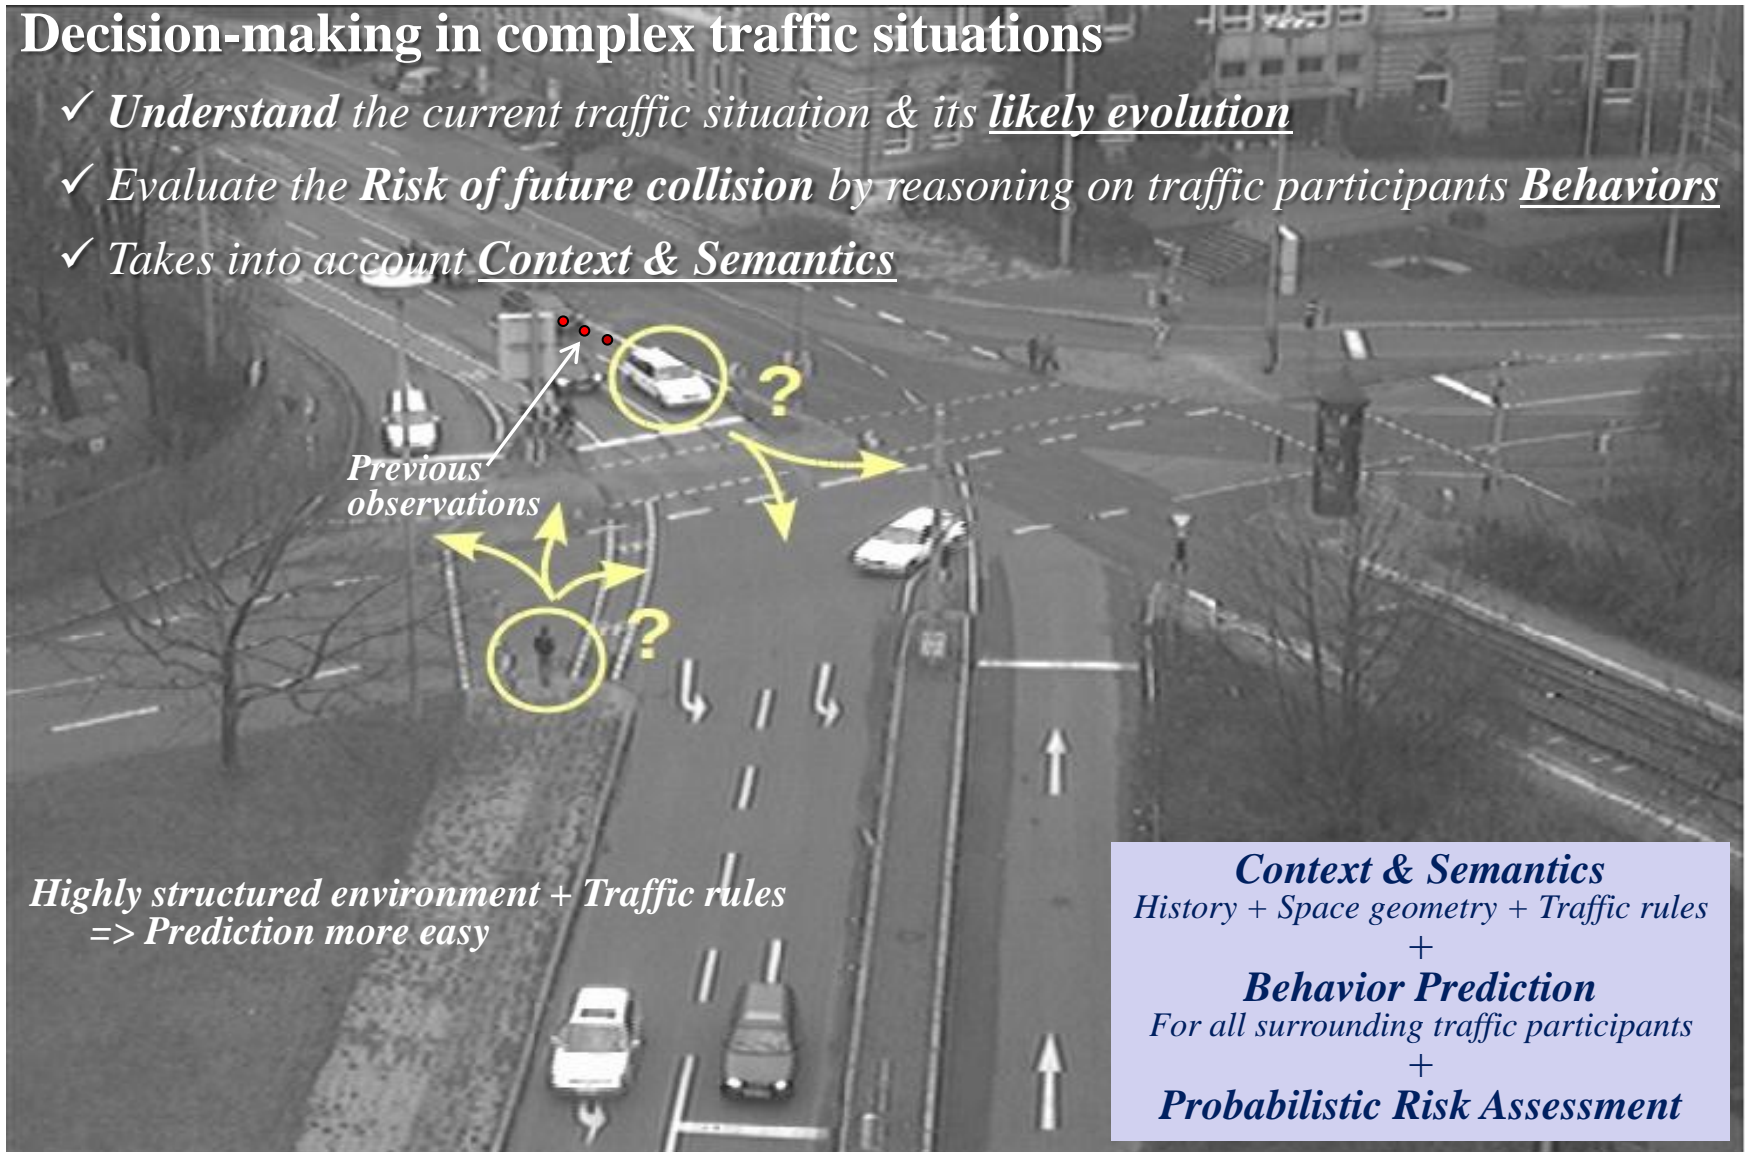 Decision-making in complex traffic situations
✓ Understand the current traffic situation & its likely evolution
✓ Evaluate the Risk of future collision by reasoning on traffic participants Behaviors
✓ Takes into account Context & Semantics
?
Previous
observations
?
Highly structured environment + Traffic rules
=> Prediction more easy
Context & Semantics
History + Space geometry + Traffic rules
+
Behavior Prediction
For all surrounding traffic participants
+
Probabilistic Risk Assessment